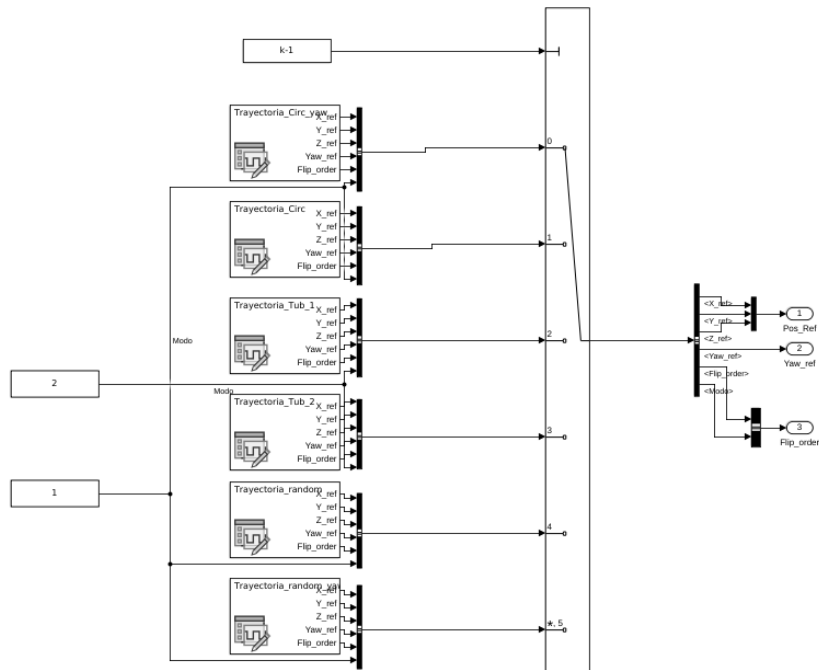 k-1
Trayectoria_Circ_yaw
X_ref
Y_ref
Z_ref
Yaw_ref
Flip_order
0
Trayectoria_Circ
X_ref
Y_ref
Z_ref
Yaw_ref
Flip_order
1
Trayectoria_Tub_1
X_ref
Y_ref
Z_ref
Yaw_ref
Flip_order
2
Modo
2
Modo
Trayectoria_Tub_2
X_ref
Y_ref
Z_ref
Yaw_ref
Flip_order
3
1
Trayectoria_random
X_ref
Y_ref
Z_ref
Yaw_ref
Flip_order
4
Trayectoria_random_yaw
X_ref
Y_ref
Z_ref
Yaw_ref
Flip_order
*, 5
<X_ref>
<Y_ref>
<Z_ref>
<Yaw_ref>
<Flip_order>
<Modo>
1
Pos_Ref
2
Yaw_ref
3
Flip_order